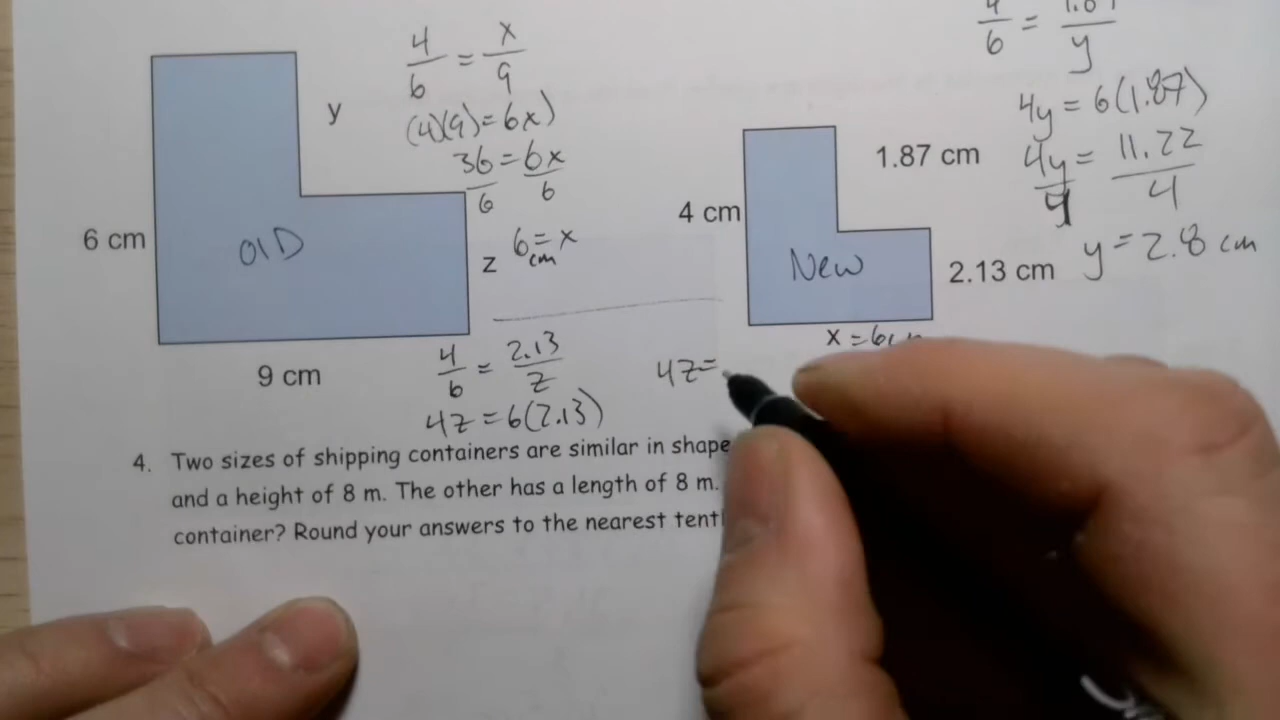 4/6 = x/9
(4)(9) = 6x)
36/6 = 6x/6
6 = x
cm
y
6 cm
OlD
z
9 cm
4/6 = 2.13/z
4z = 6(2.13)
4z =
4/6 = 1.87/y
4y = 6(1.87)
4y/4 = 11.22/4
y = 2.8 cm
1.87 cm
4 cm
New
2.13 cm
x = 6cm
4. Two sizes of shipping containers are similar in shape
and a height of 8 m. The other has a length of 8 m.
container? Round your answers to the nearest tent